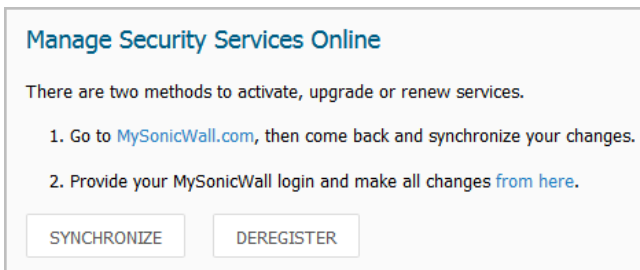 Manage Security Services Online
There are two methods to activate, upgrade or renew services.
1. Go to MySonicWall.com, then come back and synchronize your changes.
2. Provide your MySonicWall login and make all changes from here.
SYNCHRONIZE DEREGISTER